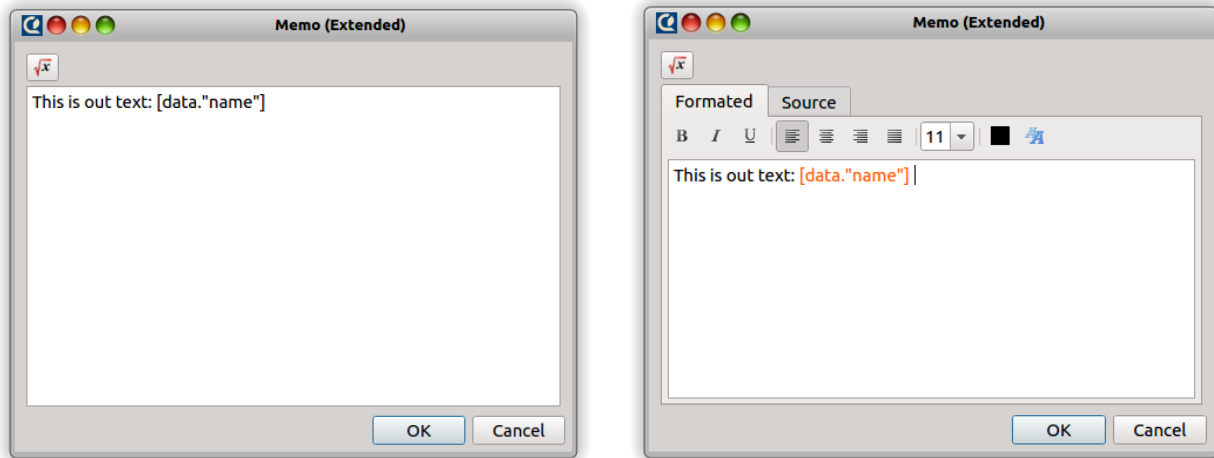 Memo (Extended)
√x
This is out text: [data."name"]
OK Cancel
Memo (Extended)
√x
Formated Source
B I U 11 A
This is out text: [data."name"]
OK Cancel